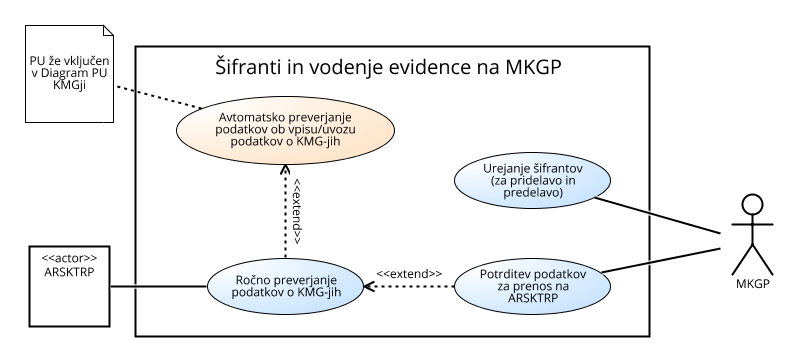 PU že vključen
v Diagram PU
KMGji
Šifranti in vodenje evidence na MKGP
Avtomatsko preverjanje
podatkov ob vpisu/uvozu
podatkov o KMG-jih
Urejanje šifrantov
(za pridelavo in
predelavo)
<<extend>>
<<actor>>
ARSKTRP
Ročno preverjanje
podatkov o KMG-jih
<<extend>>
Potrditev podatkov
za prenos na
ARSKTRP
MKGP